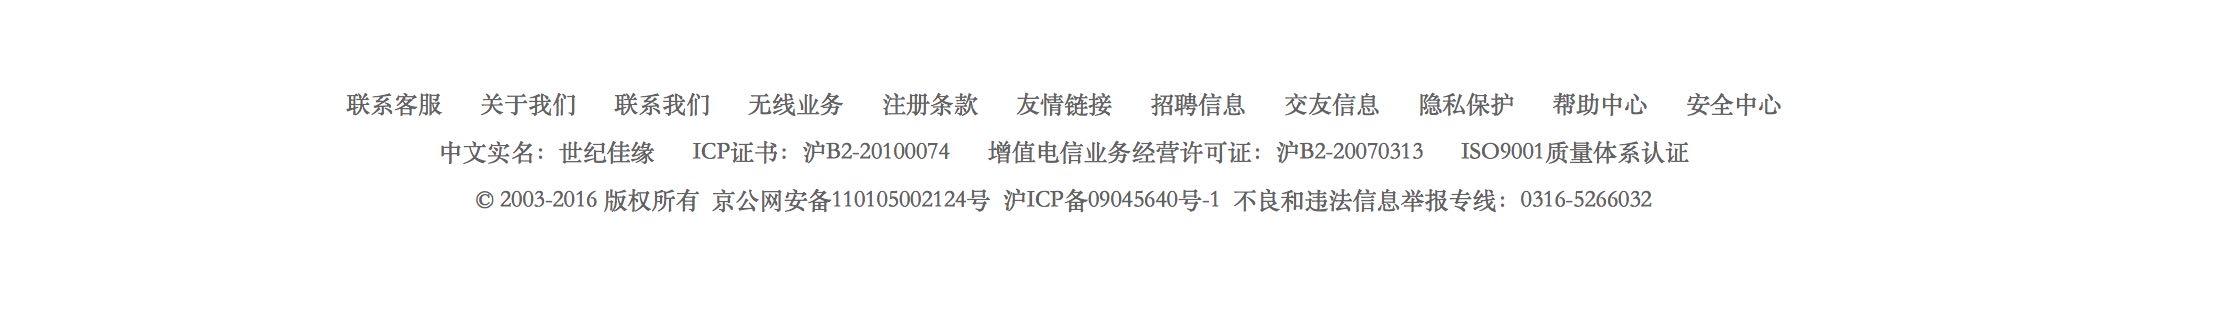 联系客服 关于我们 联系我们 无线业务 注册条款 友情链接 招聘信息 交友信息 隐私保护 帮助中心 安全中心
中文实名：世纪佳缘 ICP证书：沪B2-20100074 增值电信业务经营许可证：沪B2-20070313 ISO9001质量体系认证
© 2003-2016 版权所有 京公网安备110105002124号 沪ICP备09045640号-1 不良和违法信息举报专线：0316-5266032